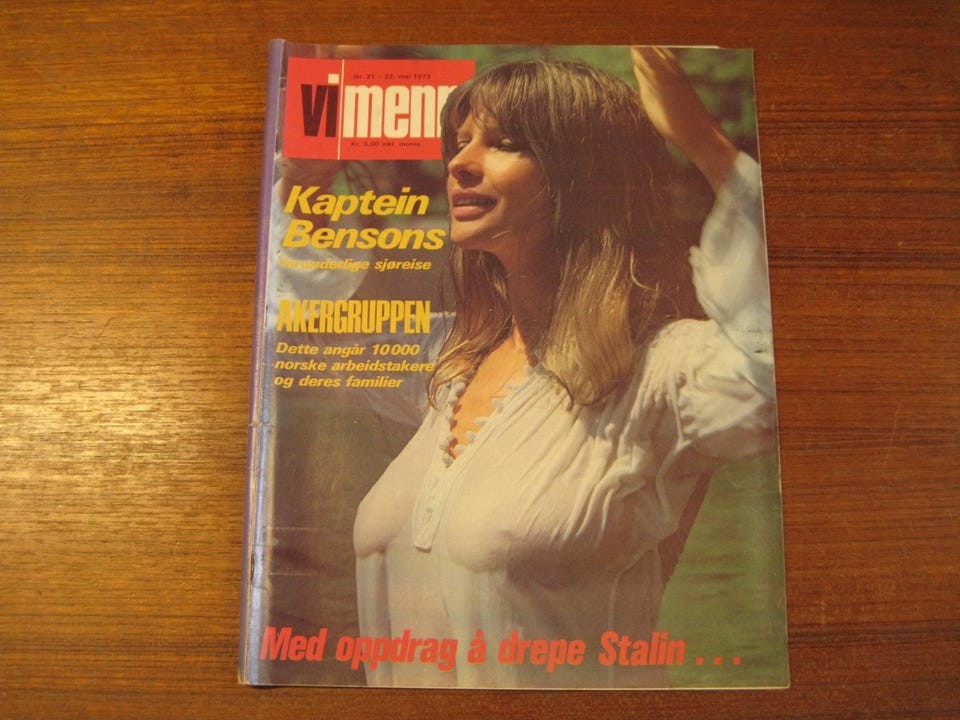 Nr. 21 - 22. mai 1973
vi menn
Kr. 3,00 inkl. moms.
Kaptein
Bensons
sjøreise
AKERGRUPPEN
Dette angår 10 000
norske arbeidstakere
og deres familier
Med oppdrag å drepe Stalin . . .